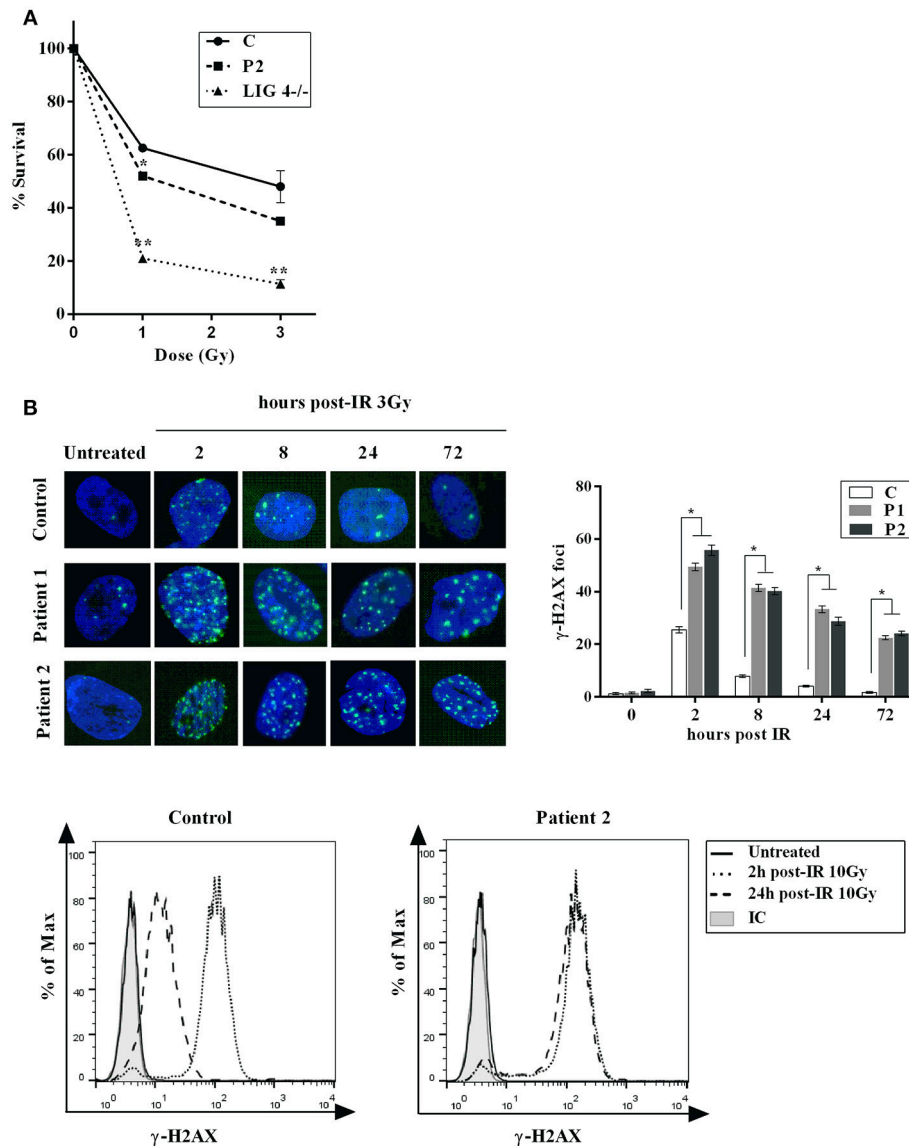 A
C
P2
LIG 4-/-
100
80
60
40
20
0
% Survival
*
**
**
0 1 2 3
Dose (Gy)
B
hours post-IR 3Gy
Untreated 2 8 24 72
Control
Patient 1
Patient 2
C
P1
P2
80
60
40
20
0
γ-H2AX foci
* * * *
0 2 8 24 72
hours post IR
Control
100
80
60
40
20
0
% of Max
10^0 10^1 10^2 10^3 10^4
γ-H2AX
Patient 2
100
80
60
40
20
0
% of Max
10^0 10^1 10^2 10^3 10^4
γ-H2AX
Untreated
2h post-IR 10Gy
24h post-IR 10Gy
IC